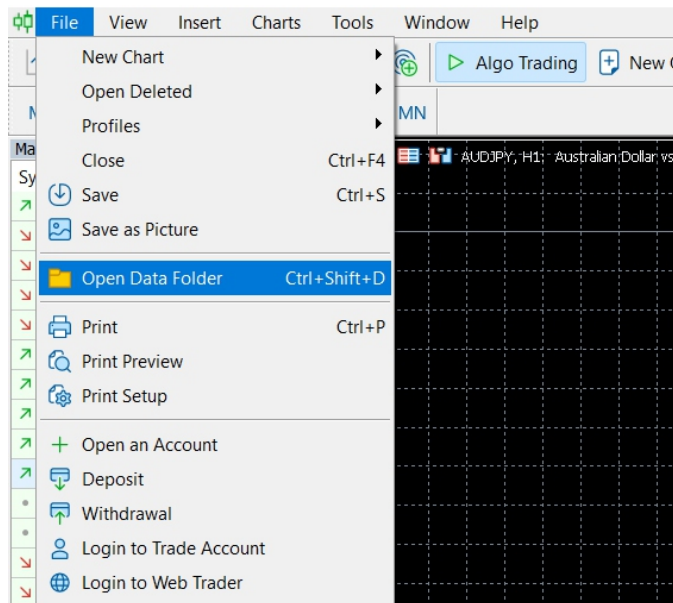 File View Insert Charts Tools Window Help
New Chart
Algo Trading
New
Open Deleted
Profiles
MN
Close Ctrl+F4
AUDJPY, H1: Australian Dollar vs
Save Ctrl+S
Save as Picture
Open Data Folder Ctrl+Shift+D
Print Ctrl+P
Print Preview
Print Setup
Open an Account
Deposit
Withdrawal
Login to Trade Account
Login to Web Trader